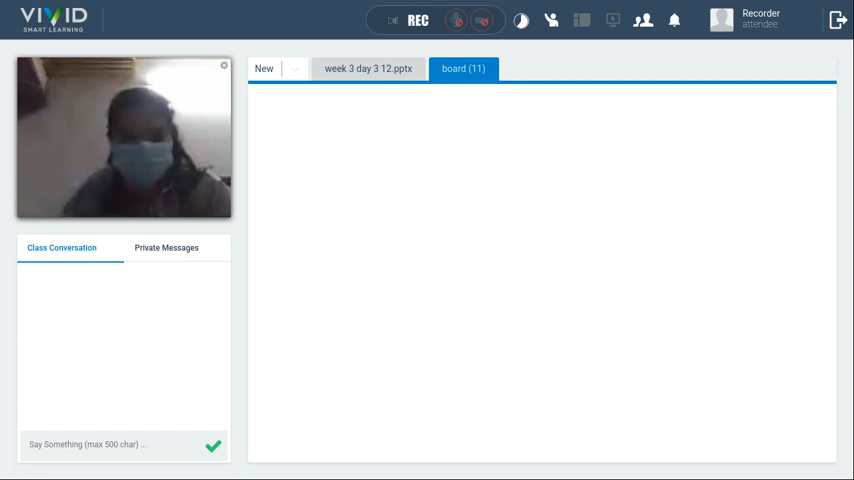 VIVID
SMART LEARNING
REC
Recorder
attendee
New
week 3 day 3 12.pptx
board (11)
Class Conversation
Private Messages
Say Something (max 500 char) ...